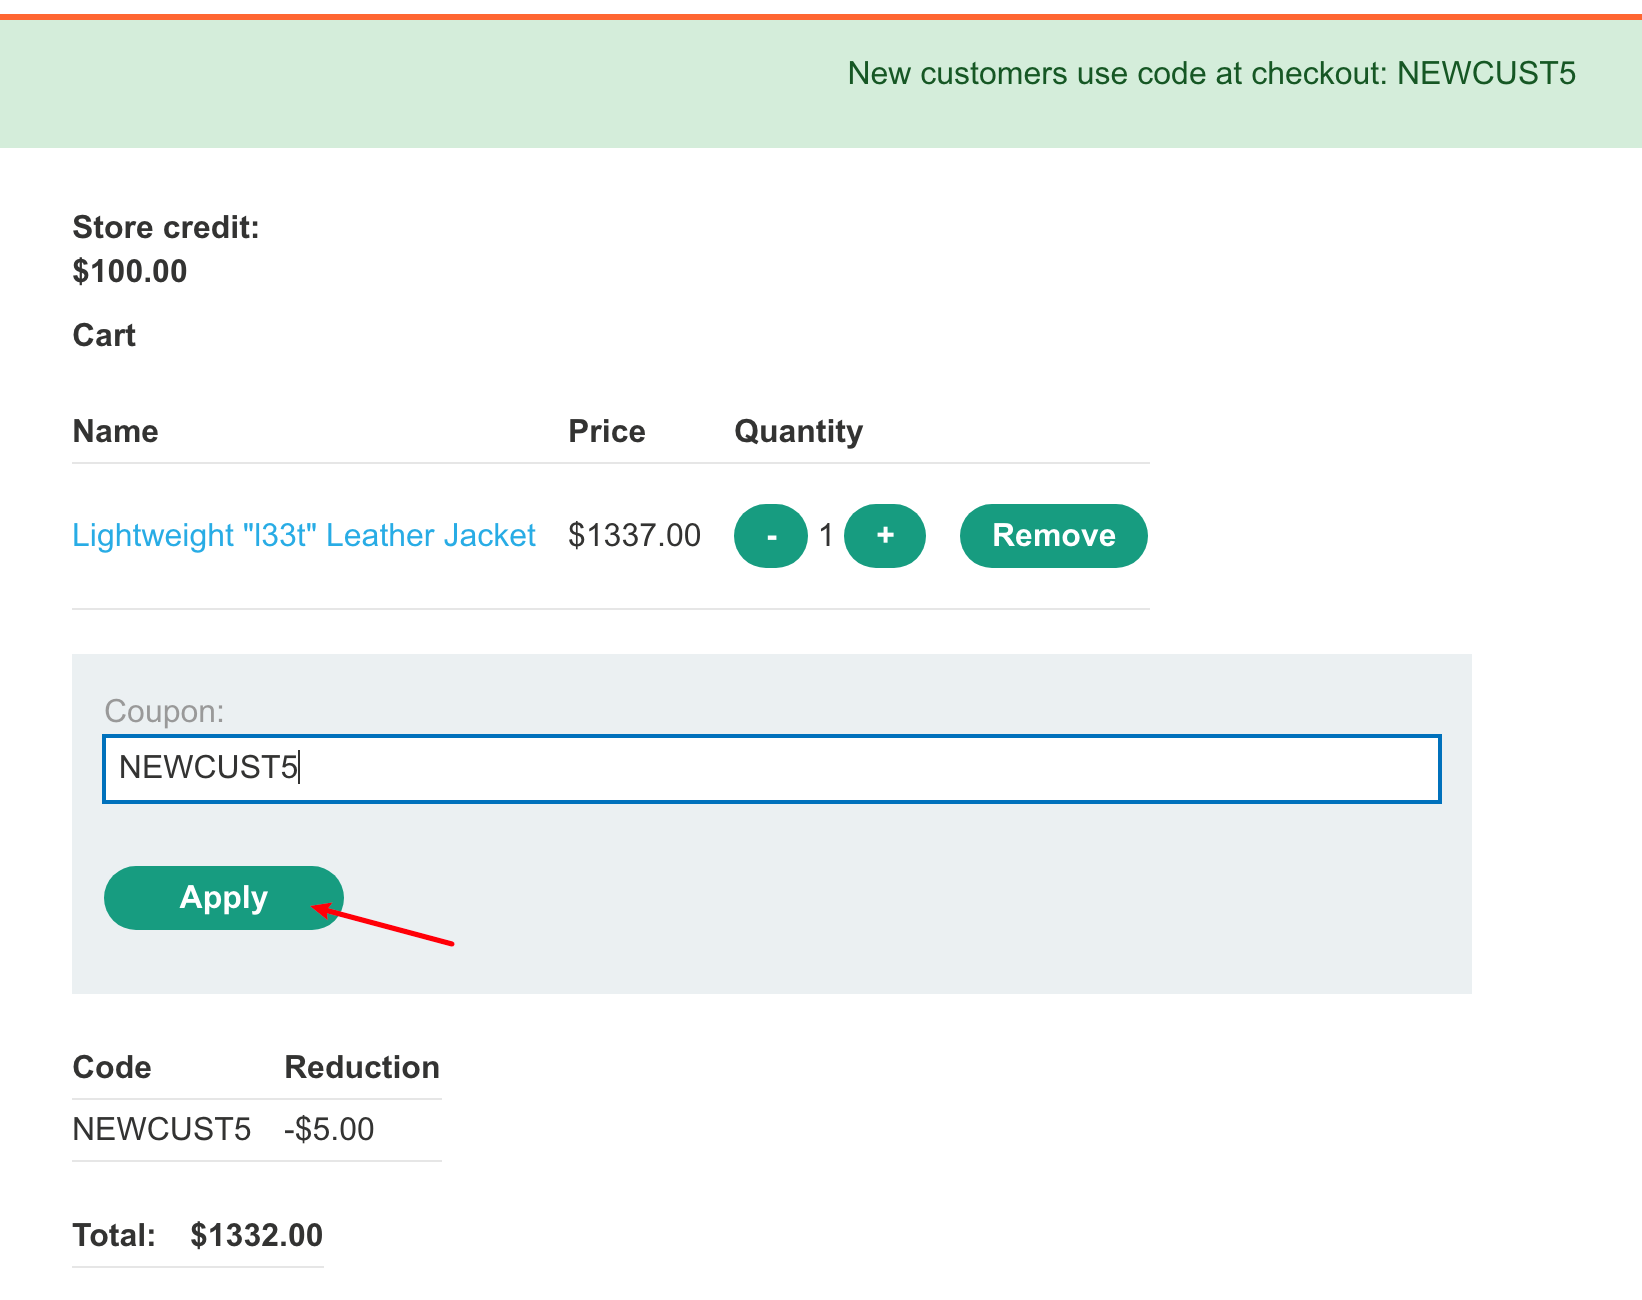 New customers use code at checkout: NEWCUST5
Store credit:
$100.00
Cart
Name Price Quantity
Lightweight "l33t" Leather Jacket $1337.00 - 1 + Remove
Coupon:
NEWCUST5
Apply
Code Reduction
NEWCUST5 -$5.00
Total: $1332.00